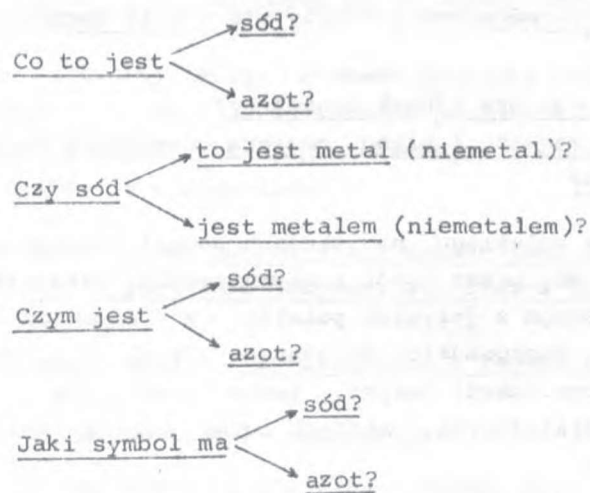 sód?
Co to jest
azot?
to jest metal (niemetal)?
Czy sód
jest metalem (niemetalem)?
sód?
Czym jest
azot?
sód?
Jaki symbol ma
azot?